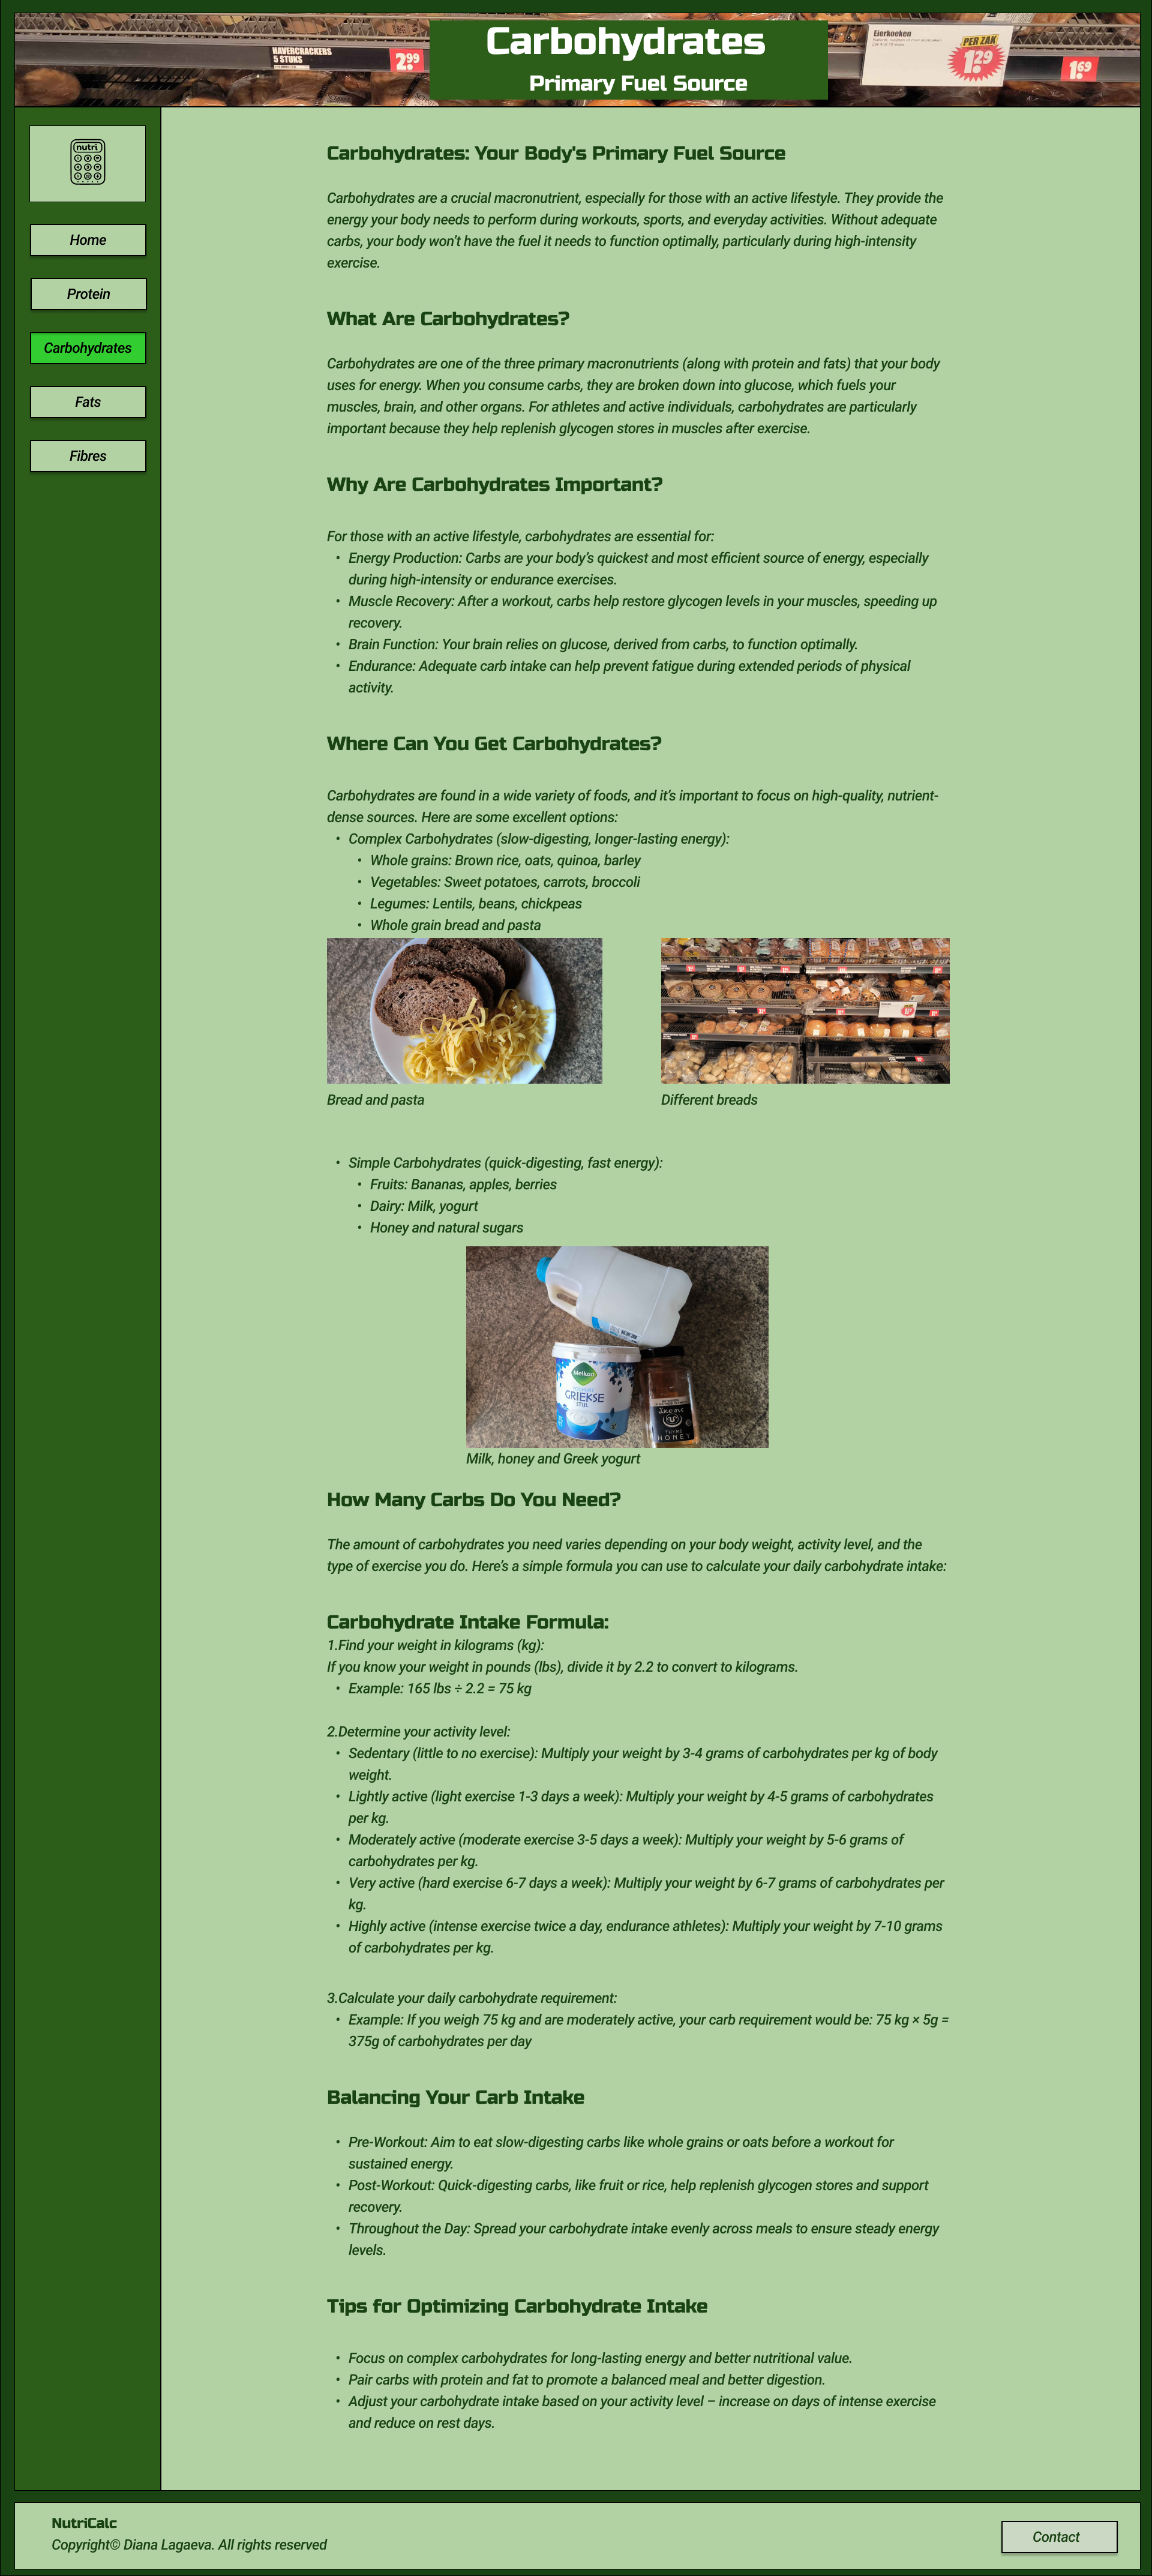 HAVERCRACKERS
5 STUKS
2.99
Carbohydrates
Primary Fuel Source
Eierkoeken
PER ZAK
1.29
1.69
nutri
Home
Protein
Carbohydrates
Fats
Fibres
Carbohydrates: Your Body's Primary Fuel Source
Carbohydrates are a crucial macronutrient, especially for those with an active lifestyle. They provide the
energy your body needs to perform during workouts, sports, and everyday activities. Without adequate
carbs, your body won’t have the fuel it needs to function optimally, particularly during high-intensity
exercise.
What Are Carbohydrates?
Carbohydrates are one of the three primary macronutrients (along with protein and fats) that your body
uses for energy. When you consume carbs, they are broken down into glucose, which fuels your
muscles, brain, and other organs. For athletes and active individuals, carbohydrates are particularly
important because they help replenish glycogen stores in muscles after exercise.
Why Are Carbohydrates Important?
For those with an active lifestyle, carbohydrates are essential for:
• Energy Production: Carbs are your body’s quickest and most efficient source of energy, especially
during high-intensity or endurance exercises.
• Muscle Recovery: After a workout, carbs help restore glycogen levels in your muscles, speeding up
recovery.
• Brain Function: Your brain relies on glucose, derived from carbs, to function optimally.
• Endurance: Adequate carb intake can help prevent fatigue during extended periods of physical
activity.
Where Can You Get Carbohydrates?
Carbohydrates are found in a wide variety of foods, and it’s important to focus on high-quality, nutrient-
dense sources. Here are some excellent options:
• Complex Carbohydrates (slow-digesting, longer-lasting energy):
• Whole grains: Brown rice, oats, quinoa, barley
• Vegetables: Sweet potatoes, carrots, broccoli
• Legumes: Lentils, beans, chickpeas
• Whole grain bread and pasta
Bread and pasta
Different breads
• Simple Carbohydrates (quick-digesting, fast energy):
• Fruits: Bananas, apples, berries
• Dairy: Milk, yogurt
• Honey and natural sugars
Melkan
GRIEKSE
STIJL
THYME
HONEY
Milk, honey and Greek yogurt
How Many Carbs Do You Need?
The amount of carbohydrates you need varies depending on your body weight, activity level, and the
type of exercise you do. Here’s a simple formula you can use to calculate your daily carbohydrate intake:
Carbohydrate Intake Formula:
1.Find your weight in kilograms (kg):
If you know your weight in pounds (lbs), divide it by 2.2 to convert to kilograms.
• Example: 165 lbs ÷ 2.2 = 75 kg
2.Determine your activity level:
• Sedentary (little to no exercise): Multiply your weight by 3-4 grams of carbohydrates per kg of body
weight.
• Lightly active (light exercise 1-3 days a week): Multiply your weight by 4-5 grams of carbohydrates
per kg.
• Moderately active (moderate exercise 3-5 days a week): Multiply your weight by 5-6 grams of
carbohydrates per kg.
• Very active (hard exercise 6-7 days a week): Multiply your weight by 6-7 grams of carbohydrates per
kg.
• Highly active (intense exercise twice a day, endurance athletes): Multiply your weight by 7-10 grams
of carbohydrates per kg.
3.Calculate your daily carbohydrate requirement:
• Example: If you weigh 75 kg and are moderately active, your carb requirement would be: 75 kg × 5g =
375g of carbohydrates per day
Balancing Your Carb Intake
• Pre-Workout: Aim to eat slow-digesting carbs like whole grains or oats before a workout for
sustained energy.
• Post-Workout: Quick-digesting carbs, like fruit or rice, help replenish glycogen stores and support
recovery.
• Throughout the Day: Spread your carbohydrate intake evenly across meals to ensure steady energy
levels.
Tips for Optimizing Carbohydrate Intake
• Focus on complex carbohydrates for long-lasting energy and better nutritional value.
• Pair carbs with protein and fat to promote a balanced meal and better digestion.
• Adjust your carbohydrate intake based on your activity level – increase on days of intense exercise
and reduce on rest days.
NutriCalc
Copyright© Diana Lagaeva. All rights reserved
Contact